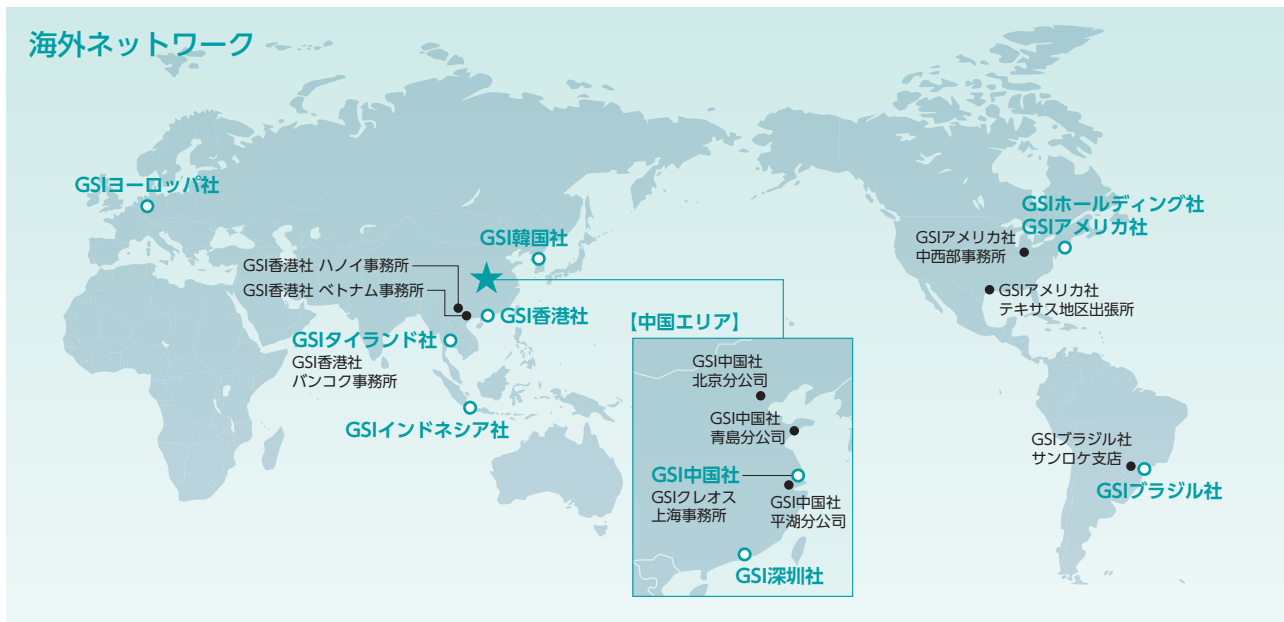 海外ネットワーク
GSIヨーロッパ社
GSI韓国社
GSI香港社 ハノイ事務所
GSI香港社 ベトナム事務所
GSI香港社
GSIタイランド社
GSI香港社
バンコク事務所
GSIインドネシア社
【中国エリア】
GSI中国社
北京分公司
GSI中国社
青島分公司
GSI中国社
GSIクレオス
上海事務所
GSI中国社
平湖分公司
GSI深圳社
GSIホールディング社
GSIアメリカ社
GSIアメリカ社
中西部事務所
GSIアメリカ社
テキサス地区出張所
GSIブラジル社
サンロケ支店
GSIブラジル社